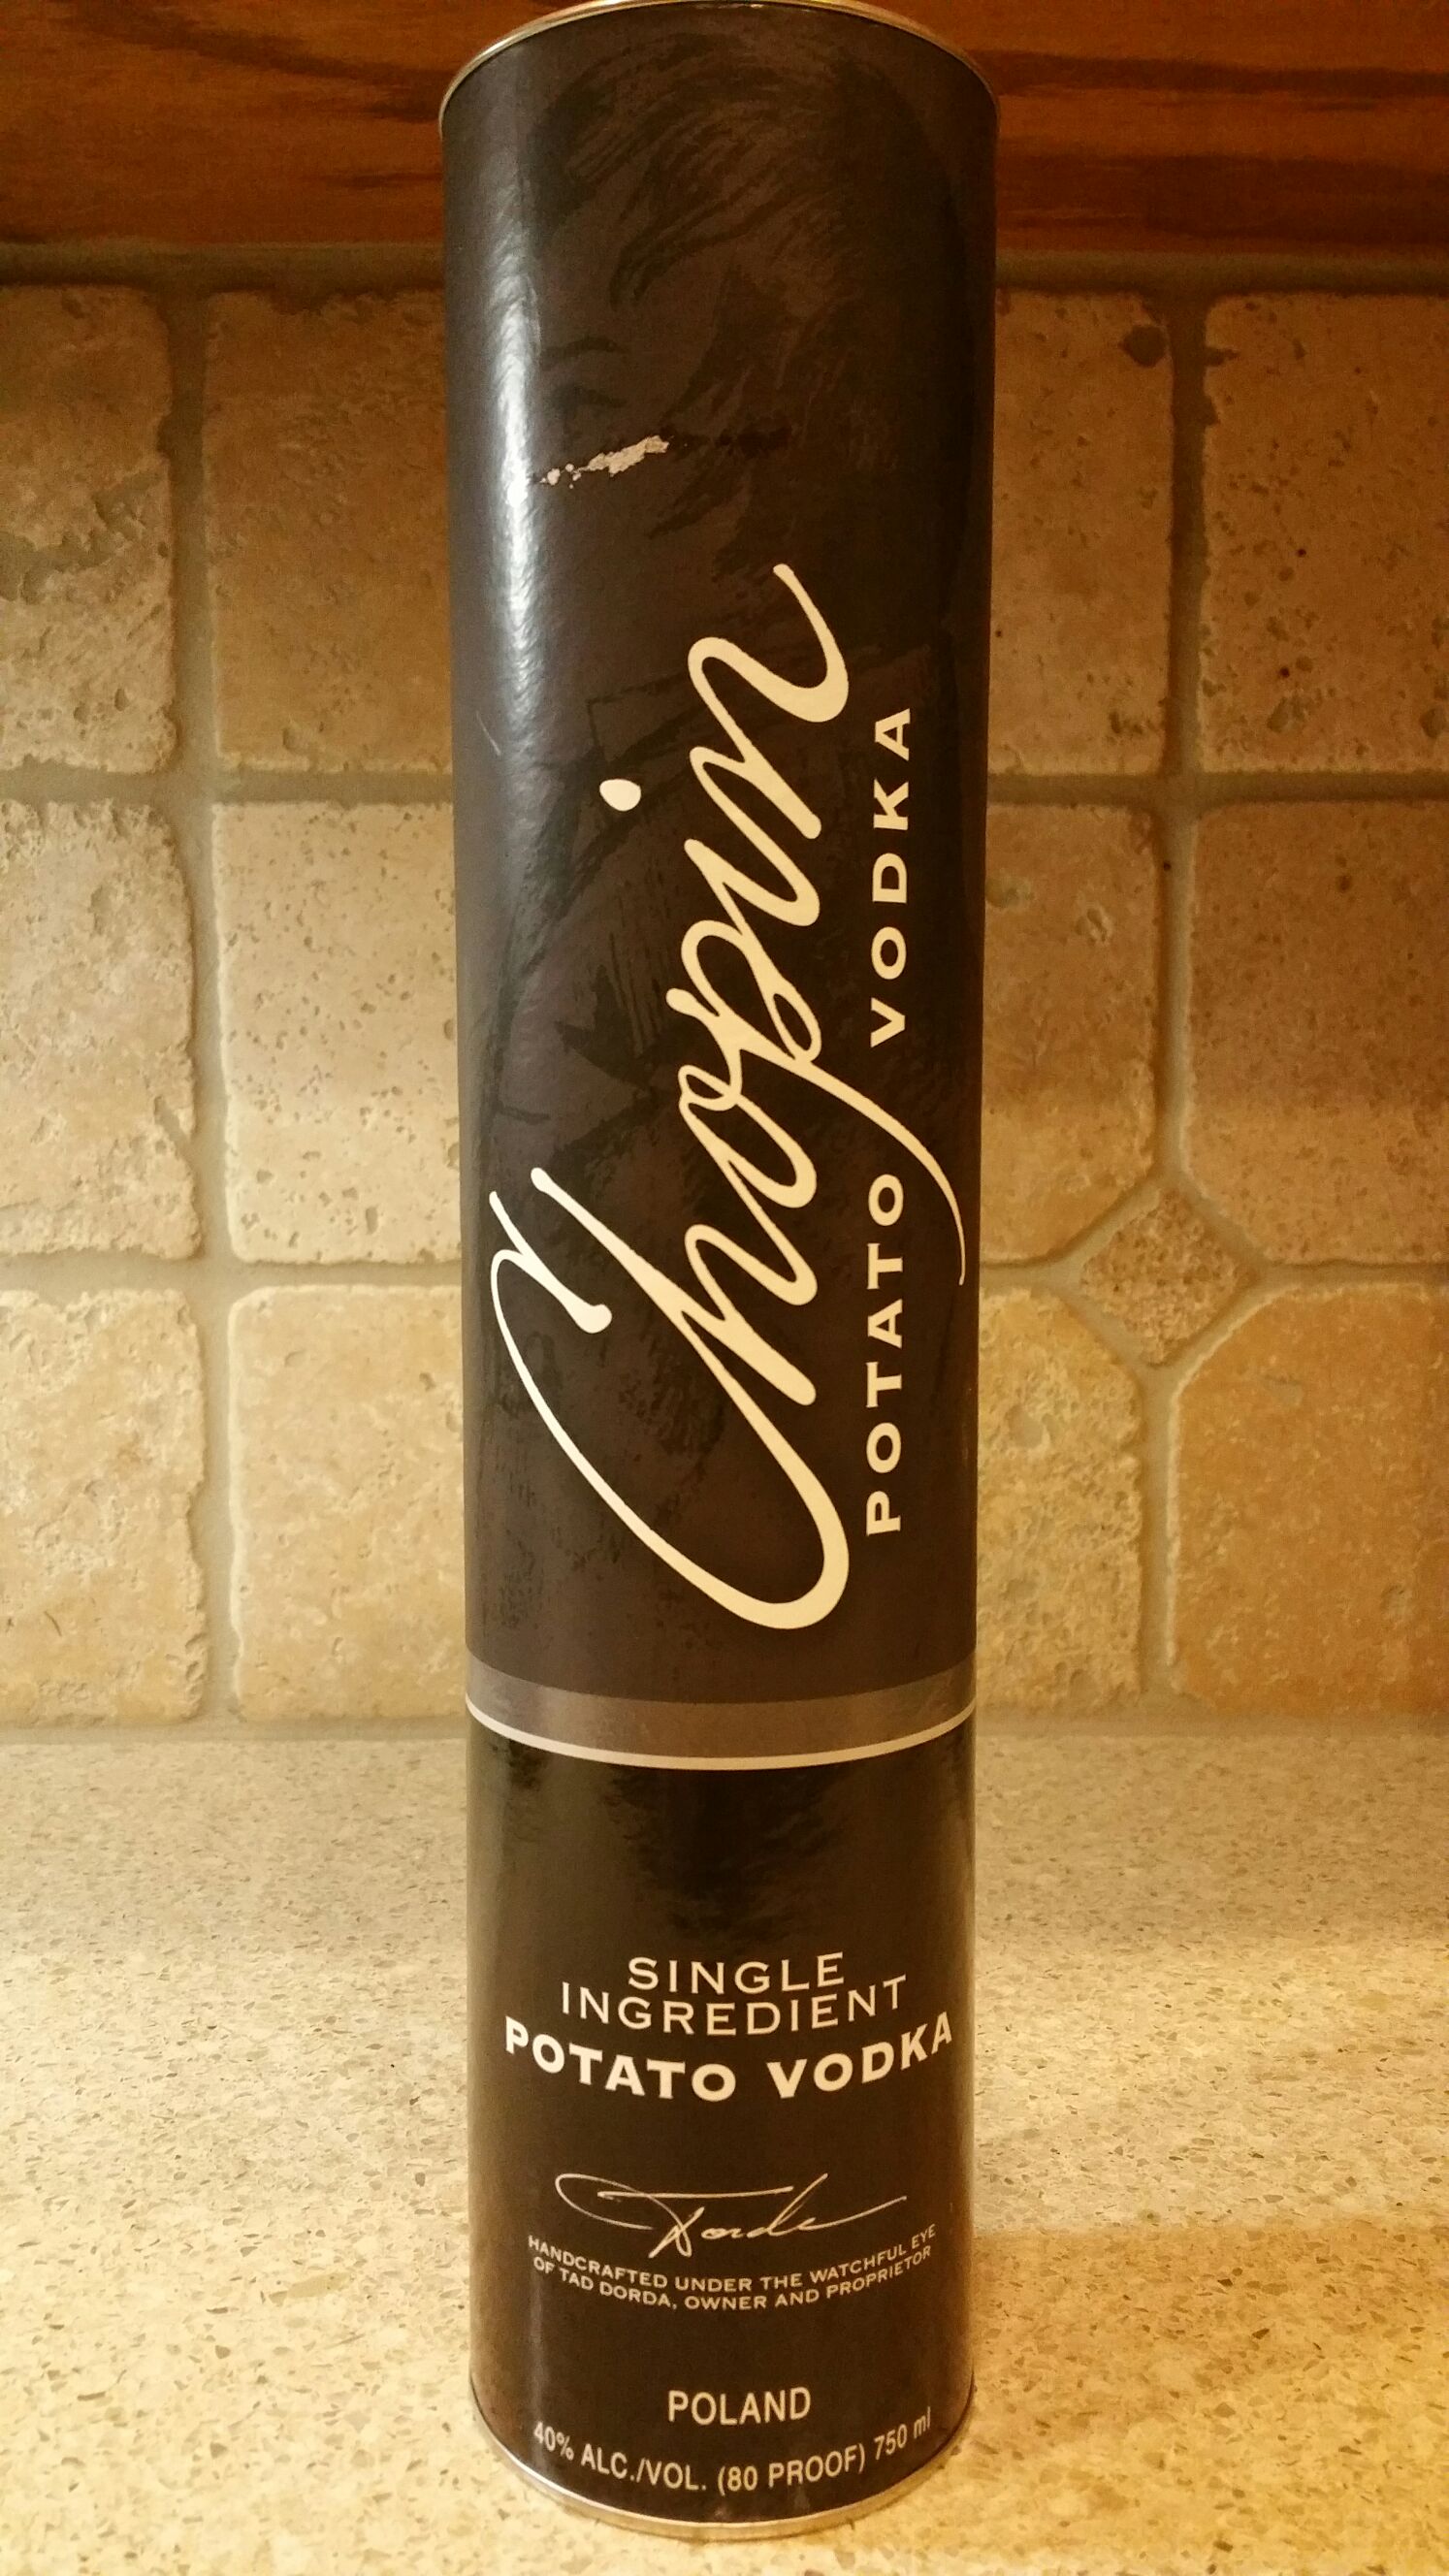 Chopin
POTATO VODKA
SINGLE
INGREDIENT
POTATO VODKA
HANDCRAFTED UNDER THE WATCHFUL EYE
OF TAD DORDA, OWNER AND PROPRIETOR
POLAND
40% ALC./VOL. (80 PROOF) 750 ml